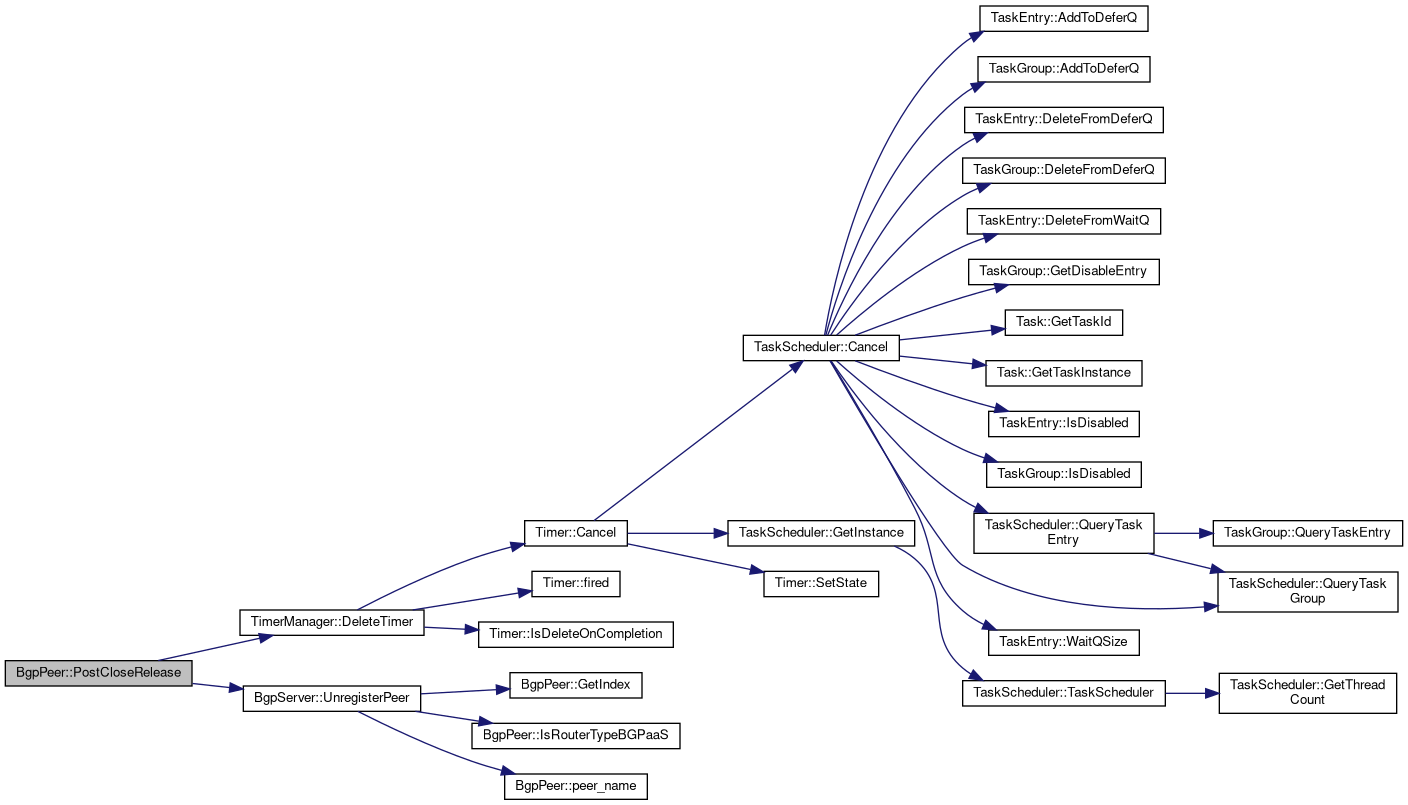 BgpPeer::PostCloseRelease
TimerManager::DeleteTimer
BgpServer::UnregisterPeer
Timer::Cancel
Timer::fired
Timer::IsDeleteOnCompletion
BgpPeer::GetIndex
BgpPeer::IsRouterTypeBGPaaS
BgpPeer::peer_name
TaskScheduler::Cancel
TaskScheduler::GetInstance
Timer::SetState
TaskEntry::AddToDeferQ
TaskGroup::AddToDeferQ
TaskEntry::DeleteFromDeferQ
TaskGroup::DeleteFromDeferQ
TaskEntry::DeleteFromWaitQ
TaskGroup::GetDisableEntry
Task::GetTaskId
Task::GetTaskInstance
TaskEntry::IsDisabled
TaskGroup::IsDisabled
TaskScheduler::QueryTask
Entry
TaskEntry::WaitQSize
TaskScheduler::TaskScheduler
TaskGroup::QueryTaskEntry
TaskScheduler::QueryTask
Group
TaskScheduler::GetThread
Count